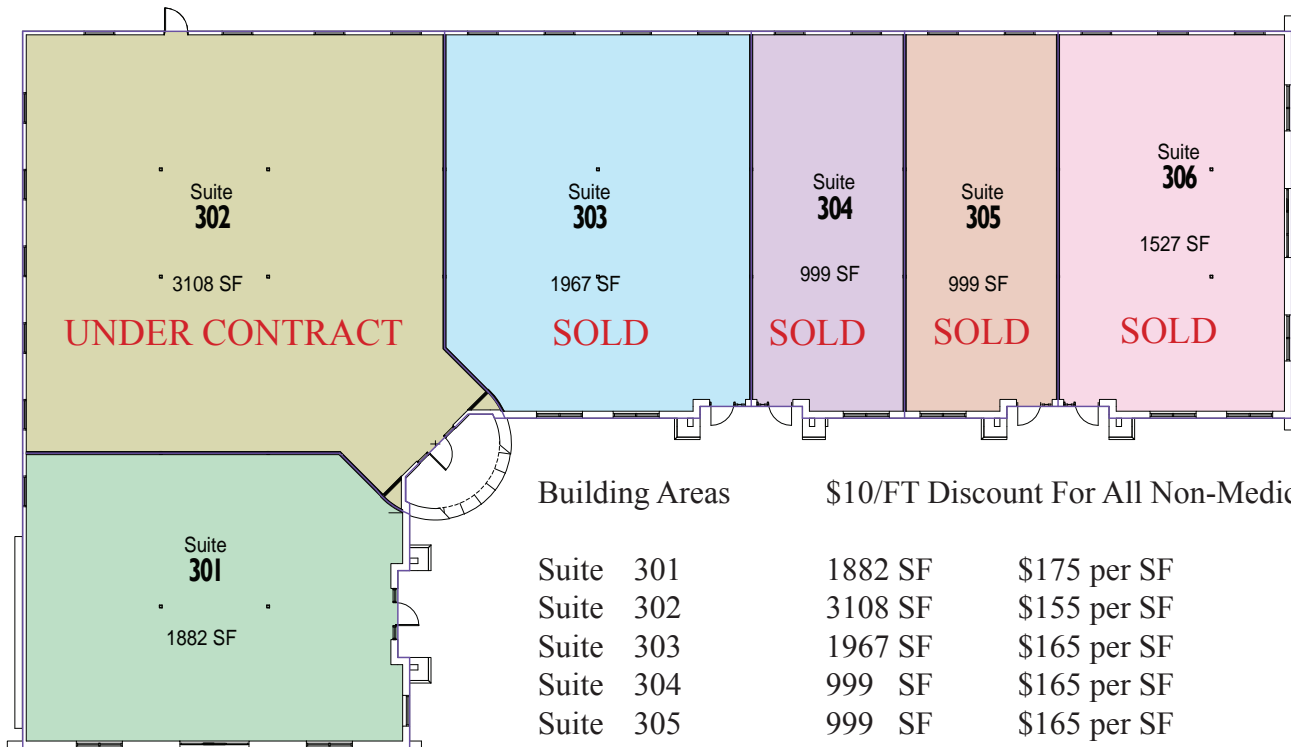 Suite
302
3108 SF
UNDER CONTRACT
Suite
303
1967 SF
SOLD
Suite
304
999 SF
SOLD
Suite
305
999 SF
SOLD
Suite
306
1527 SF
SOLD
Suite
301
1882 SF
Building Areas $10/FT Discount For All Non-Medic
Suite 301 1882 SF $175 per SF
Suite 302 3108 SF $155 per SF
Suite 303 1967 SF $165 per SF
Suite 304 999 SF $165 per SF
Suite 305 999 SF $165 per SF